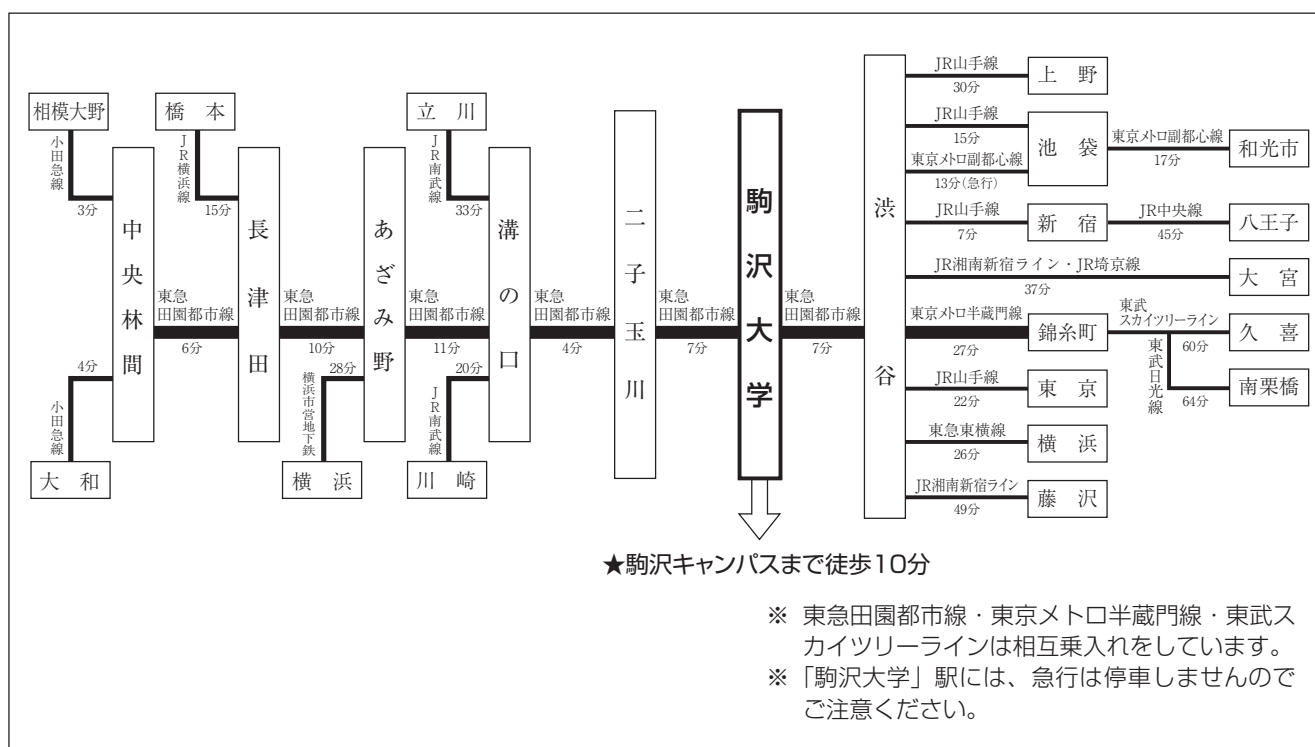 相模大野
小田急線
3分
橋本
JR横浜線
15分
立川
JR南武線
33分
中央林間
東急
田園都市線
6分
長津田
東急
田園都市線
10分
あざみ野
東急
田園都市線
11分
溝の口
東急
田園都市線
4分
二子玉川
東急
田園都市線
7分
駒沢大学
東急
田園都市線
7分
渋谷
4分
小田急線
大和
28分
横浜市営地下鉄
横浜
20分
JR南武線
川崎
JR山手線
30分
上野
JR山手線
15分
東京メトロ副都心線
13分(急行)
池袋
東京メトロ副都心線
17分
和光市
JR山手線
7分
新宿
JR中央線
45分
八王子
JR湘南新宿ライン・JR埼京線
37分
大宮
東京メトロ半蔵門線
27分
錦糸町
東武
スカイツリーライン
60分
久喜
東武日光線
64分
南栗橋
JR山手線
22分
東京
東急東横線
26分
横浜
JR湘南新宿ライン
49分
藤沢
★駒沢キャンパスまで徒歩10分
※ 東急田園都市線・東京メトロ半蔵門線・東武ス
カイツリーラインは相互乗入れをしています。
※ 「駒沢大学」駅には、急行は停車しませんので
ご注意ください。